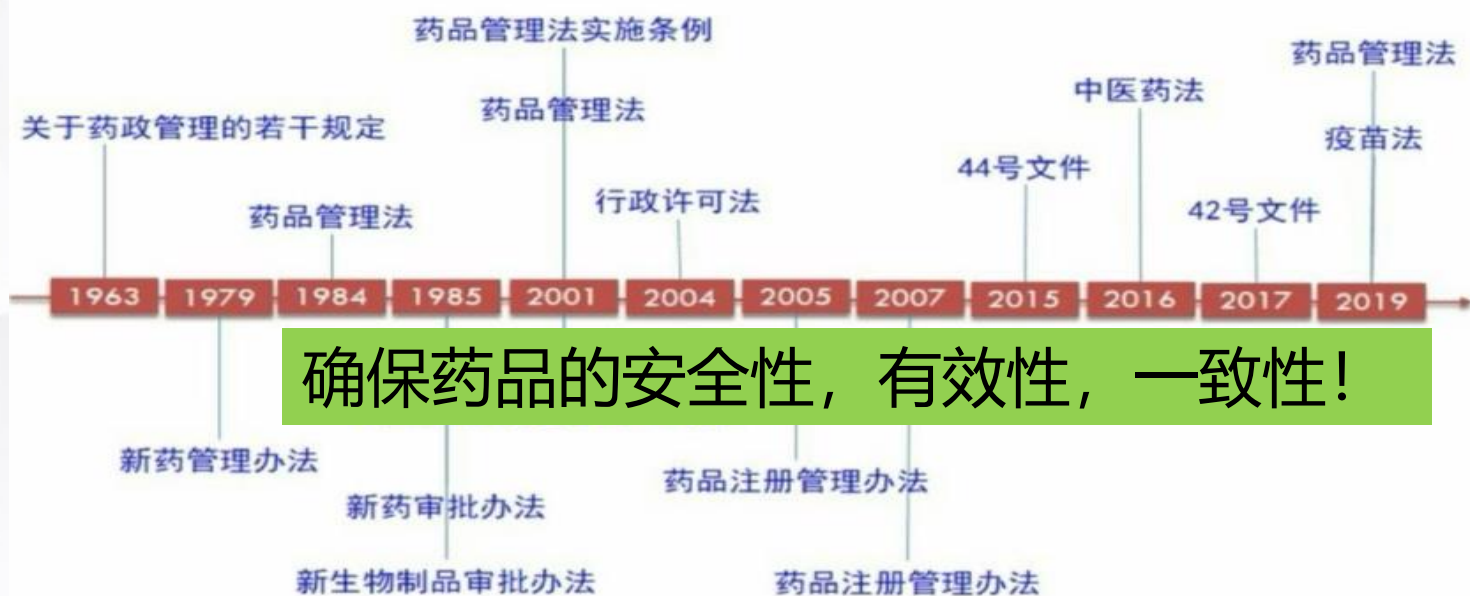 药品管理法实施条例
药品管理法
中医药法
药品管理法
关于药政管理的若干规定
疫苗法
44号文件
药品管理法
行政许可法
42号文件
1963 1979 1984 1985 2001 2004 2005 2007 2015 2016 2017 2019
确保药品的安全性，有效性，一致性！
新药管理办法
药品注册管理办法
新药审批办法
新生物制品审批办法
药品注册管理办法